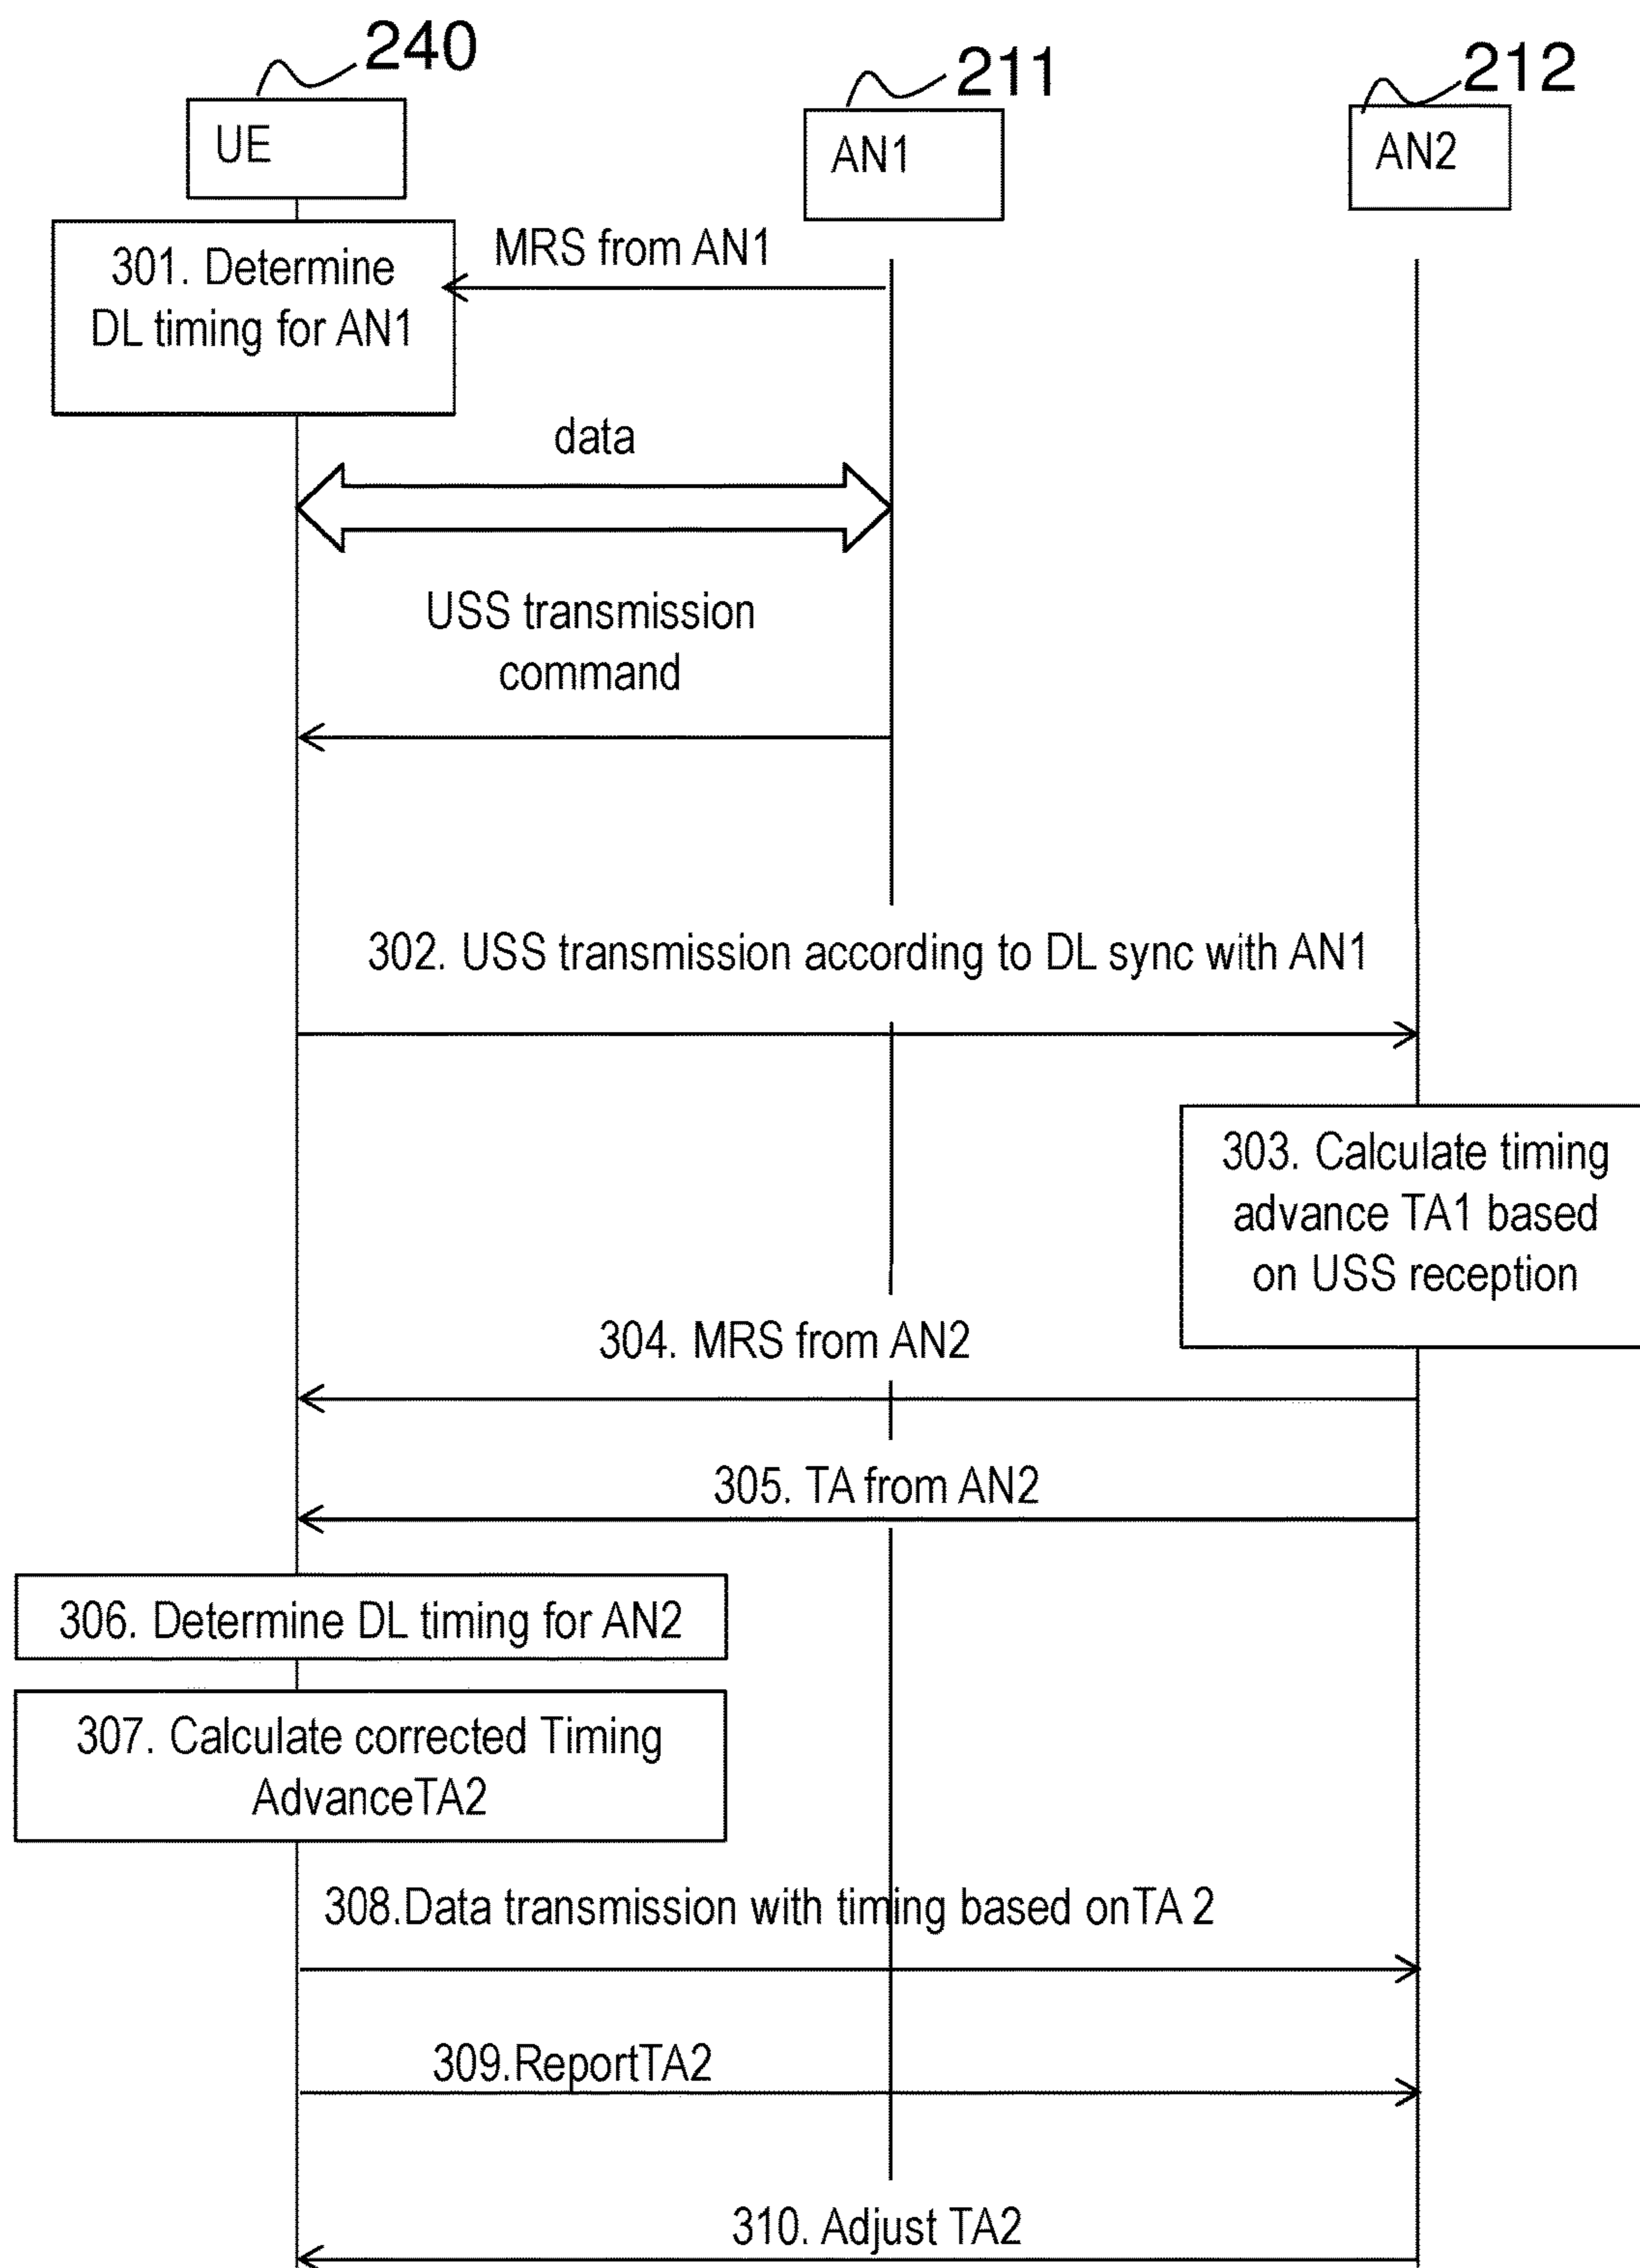 240
211
212
UE
AN1
AN2
MRS from AN1
301. Determine
DL timing for AN1
data
USS transmission
command
302. USS transmission according to DL sync with AN1
303. Calculate timing
advance TA1 based
on USS reception
304. MRS from AN2
305. TA from AN2
306. Determine DL timing for AN2
307. Calculate corrected Timing
AdvanceTA2
308.Data transmission with timing based onTA 2
309.ReportTA2
310. Adjust TA2